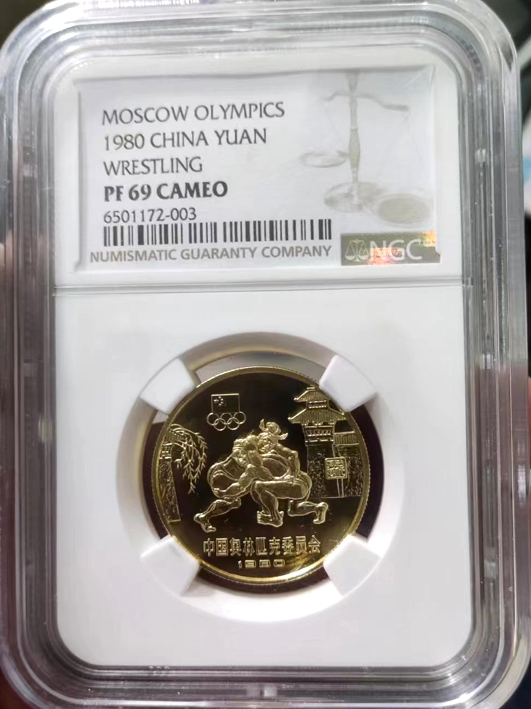 MOSCOW OLYMPICS
1980 CHINA YUAN
WRESTLING
PF 69 CAMEO
6501172-003
NUMISMATIC GUARANTY COMPANY
NGC
中国奥林匹克委员会
1980